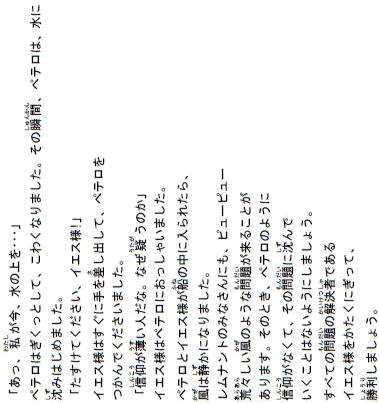 「あっ、私が今、水の上を・・・」
ペテロはぎくっとして、こわくなりました。その瞬間、ペテロは、水に
沈みはじめました。
「たすけてください、イエス様!」
イエス様はすぐに手を差し出して、ペテロを
つかんでくださいました。
「信仰が薄い人だな。なぜ疑うのか」
イエス様はペテロにおっしゃいました。
ペテロとイエス様が船の中に入られたら、
風は静かになりました。
レムナントのみなさんにも、ビュービュー
荒々しい風のような問題が来ることが
あります。そのとき、ペテロのように
信仰がなくて、その問題に沈んで
いくことはないようにしましょう。
すべての問題の解決者である
イエス様をかたくにぎって、
勝利しましょう。